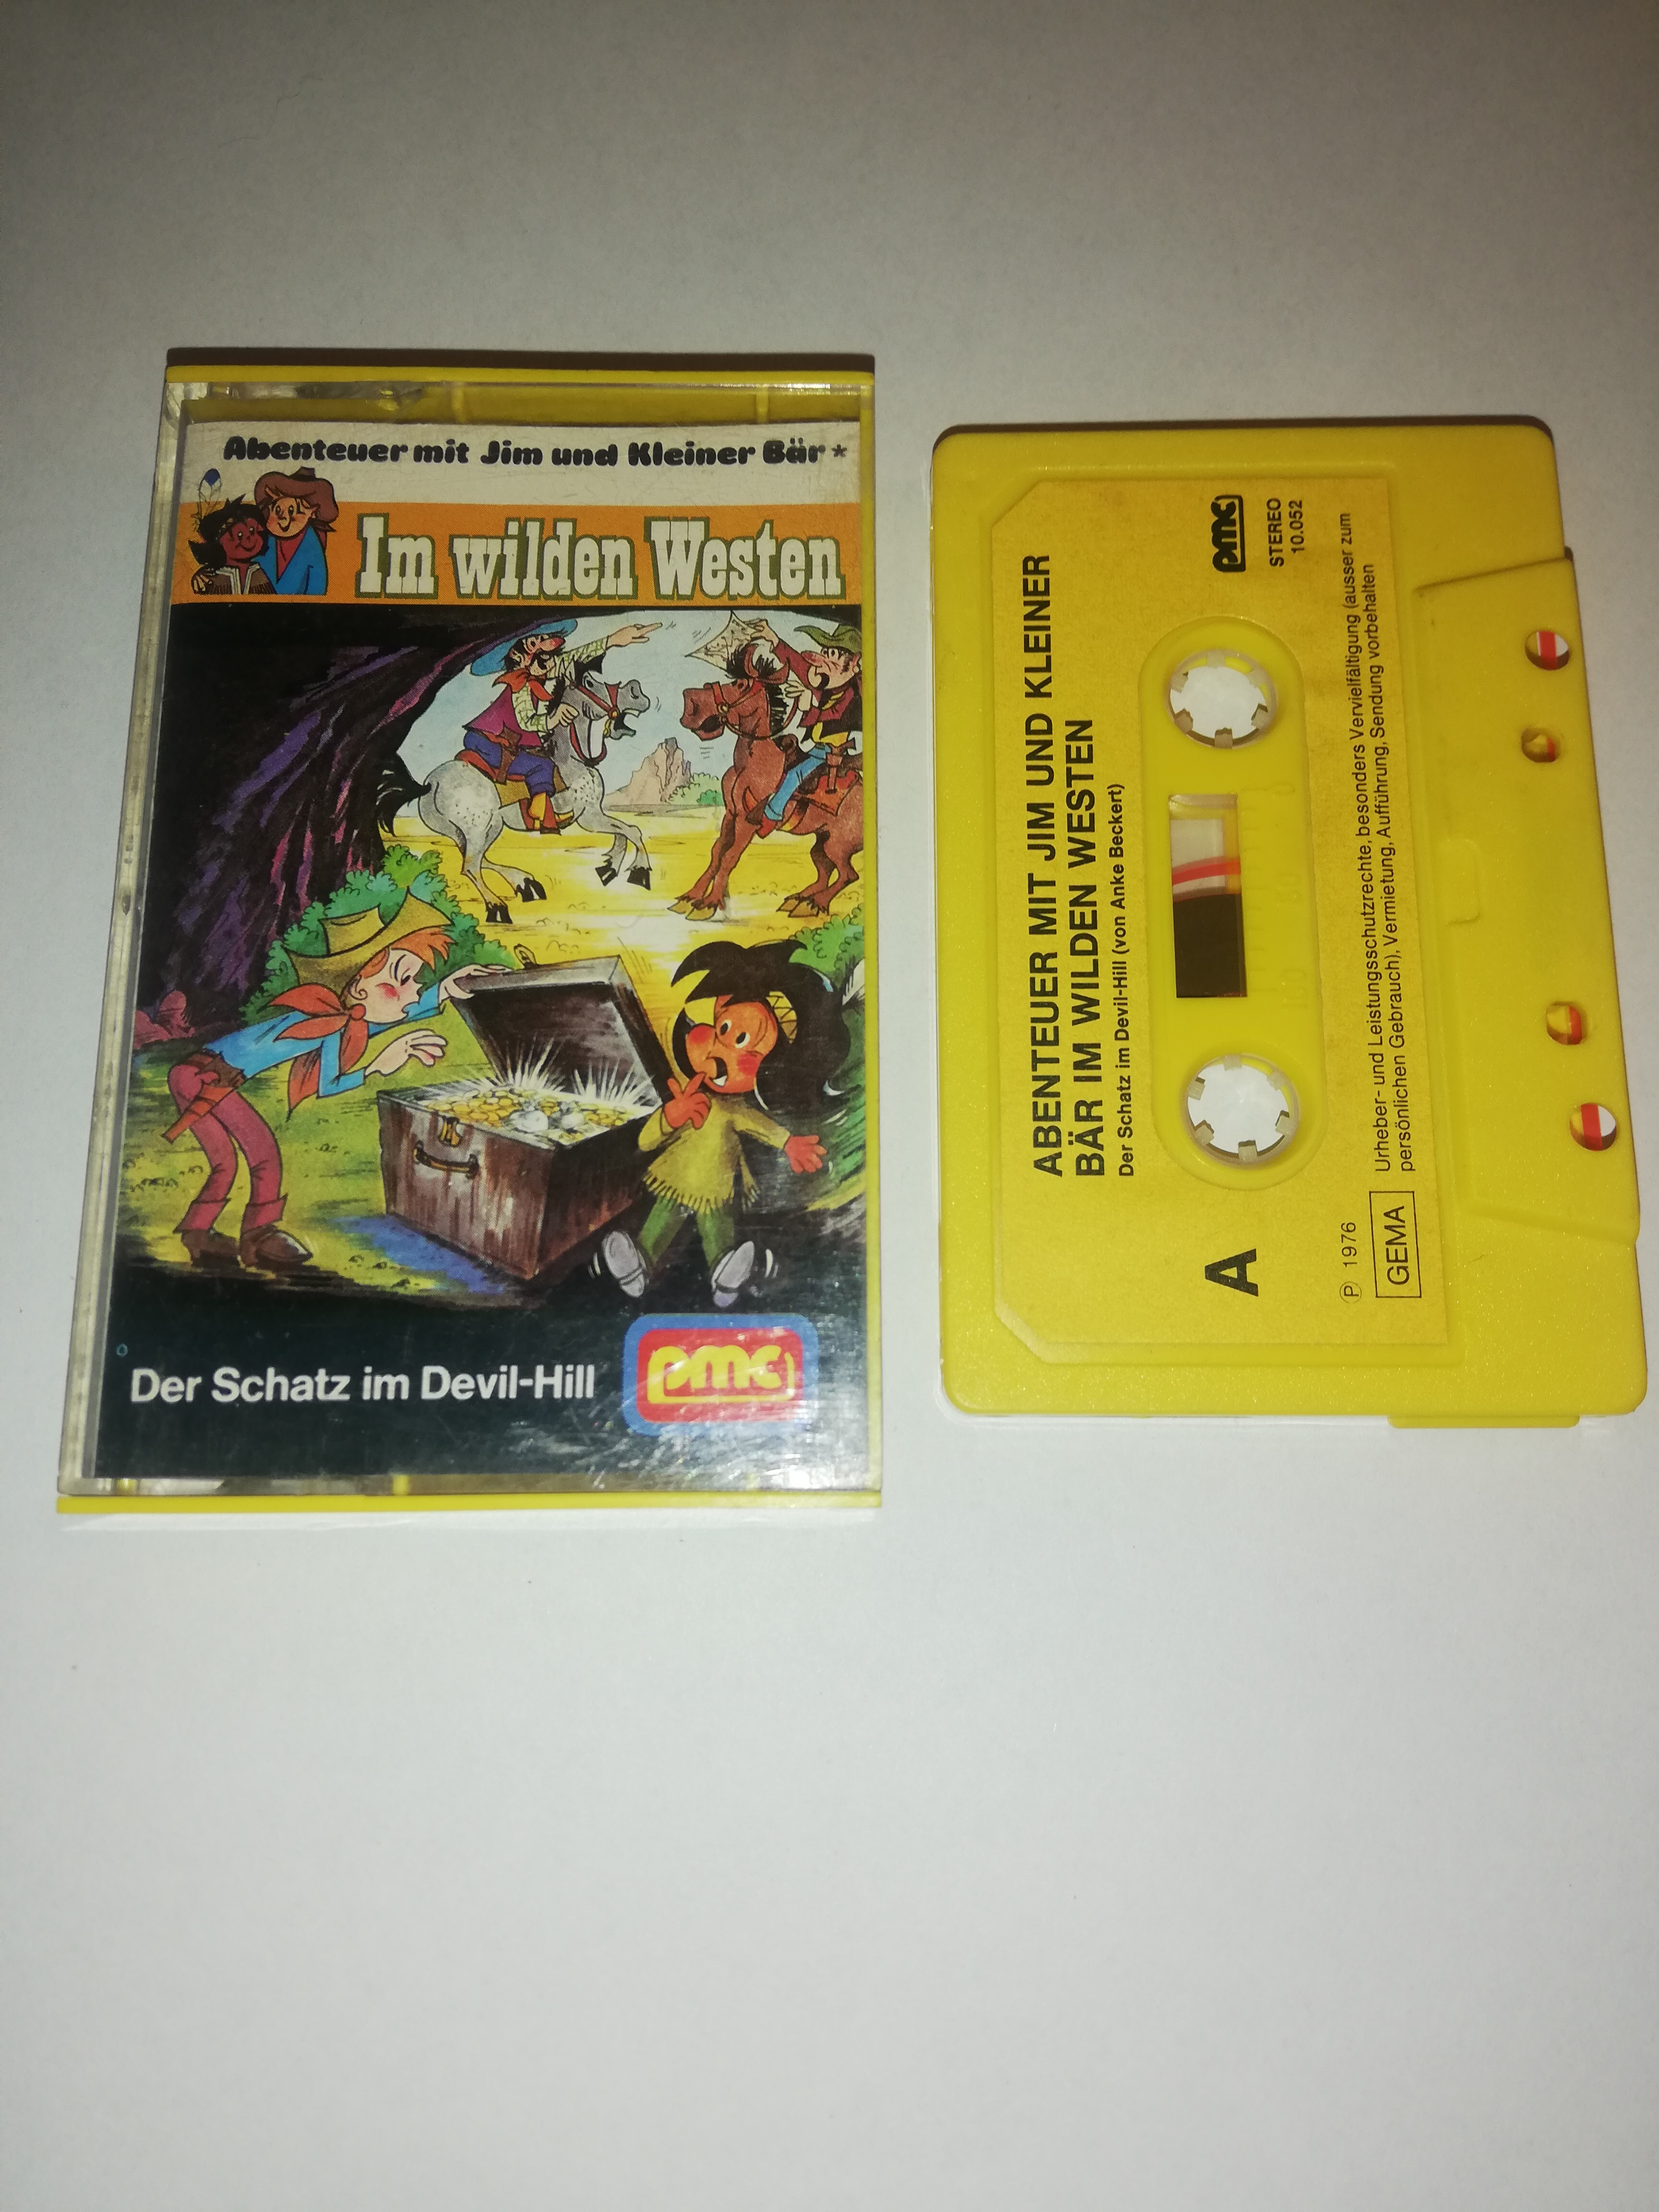 Abenteuer mit Jim und Kleiner Bär *
Im wilden Westen
Der Schatz im Devil-Hill
pmc
ABENTEUER MIT JIM UND KLEINER
BÄR IM WILDEN WESTEN
Der Schatz im Devil-Hill (von Anke Beckert)
A
pmc
STEREO
10.052
℗ 1976
GEMA
Urheber- und Leistungsschutzrechte, besonders Vervielfältigung (ausser zum
persönlichen Gebrauch), Vermietung, Aufführung, Sendung vorbehalten